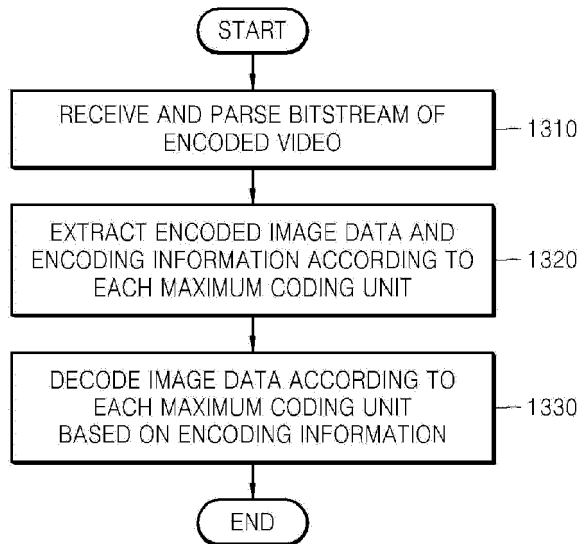 START
RECEIVE AND PARSE BITSTREAM OF
ENCODED VIDEO
1310
EXTRACT ENCODED IMAGE DATA AND
ENCODING INFORMATION ACCORDING TO
EACH MAXIMUM CODING UNIT
1320
DECODE IMAGE DATA ACCORDING TO
EACH MAXIMUM CODING UNIT
BASED ON ENCODING INFORMATION
1330
END